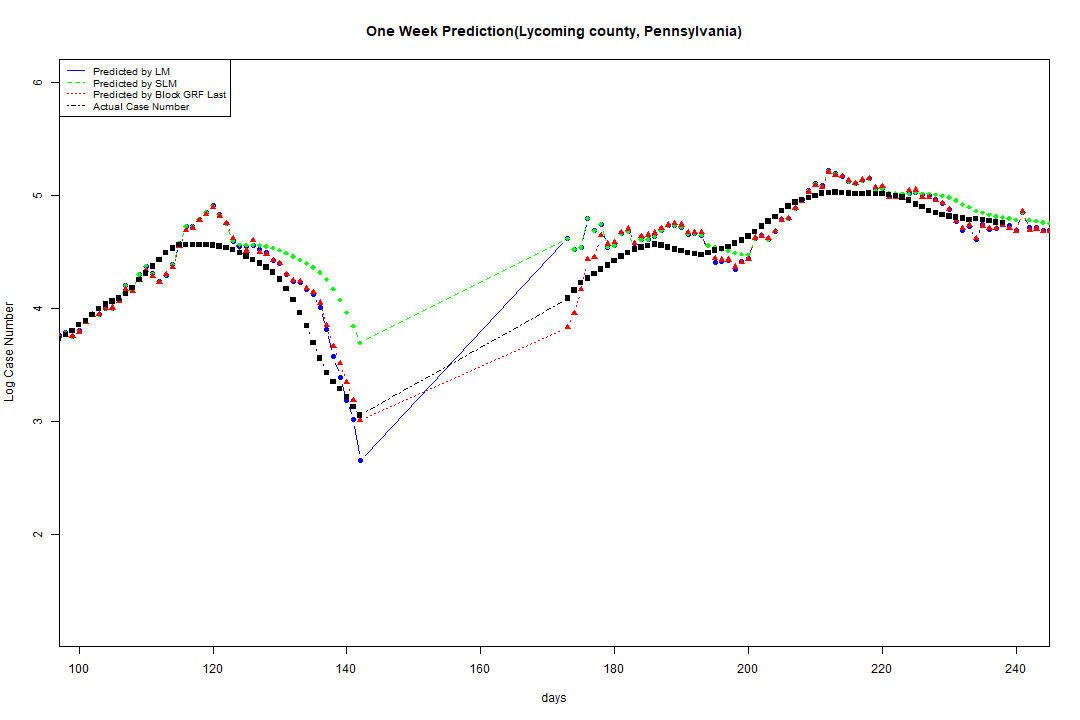 One Week Prediction(Lycoming county, Pennsylvania)
Predicted by LM
Predicted by SLM
Predicted by Block GRF Last
Actual Case Number
6
5
4
3
2
Log Case Number
100 120 140 160 180 200 220 240
days